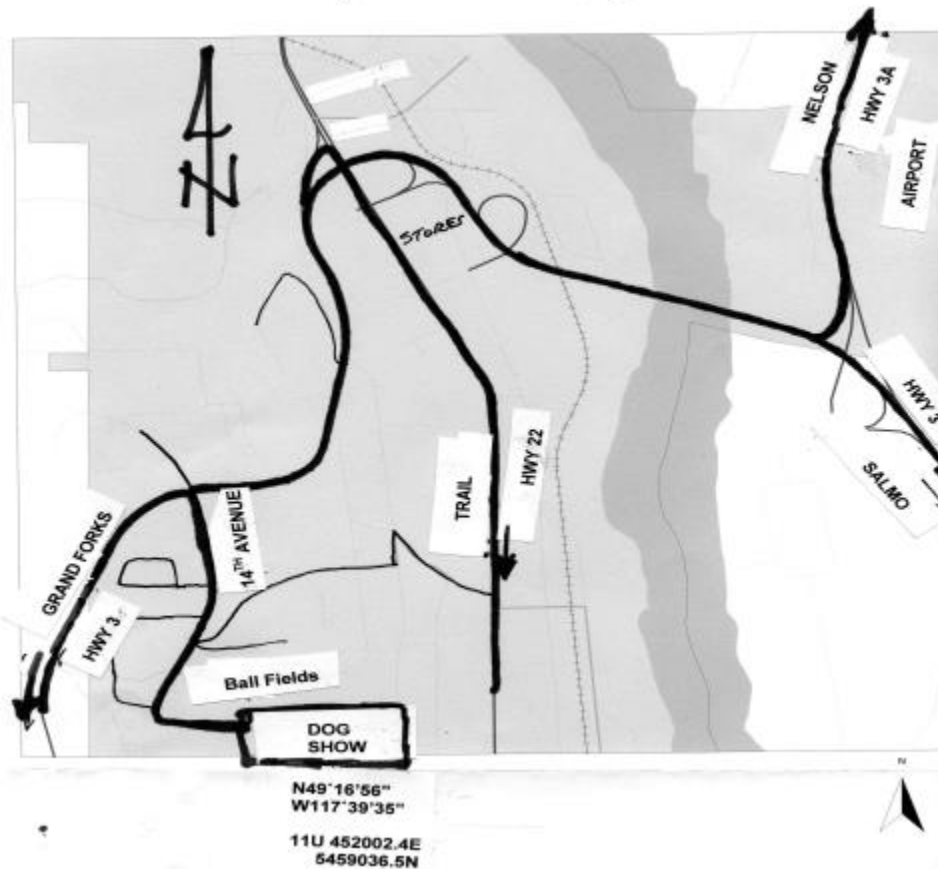 N
NELSON
HWY 3A
AIRPORT
STORES
HWY 3
SALMO
TRAIL
HWY 22
14TH AVENUE
GRAND FORKS
HWY 3
Ball Fields
DOG
SHOW
N49°16'56"
W117°39'35"
11U 452002.4E
5459036.5N
N